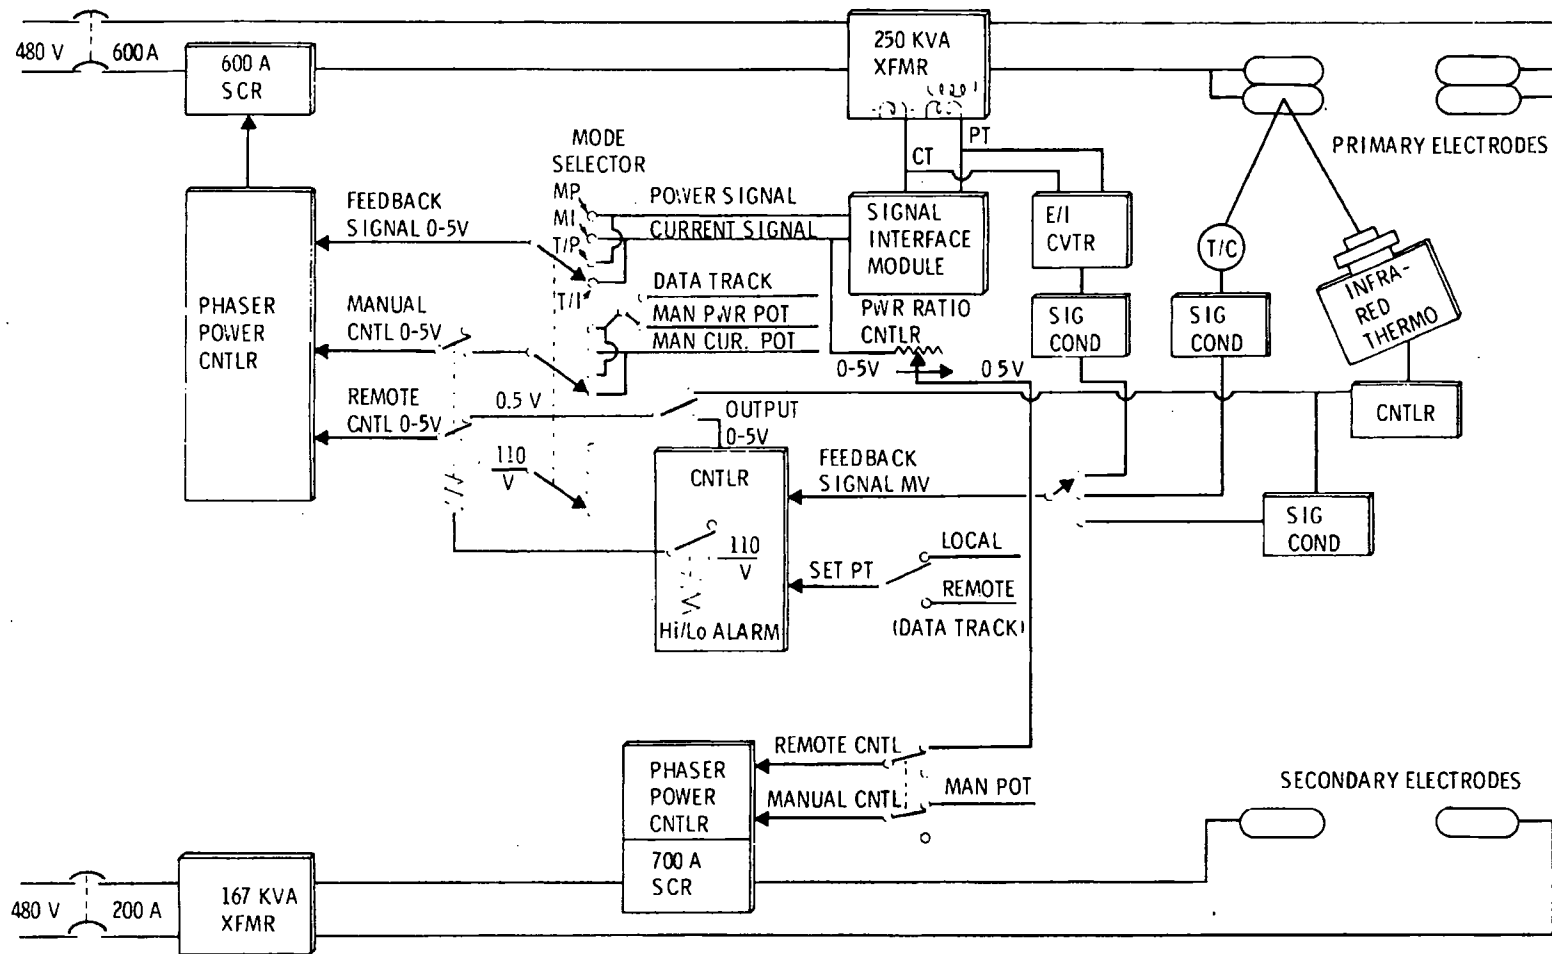 480 V
600 A
600 A
SCR
250 KVA
XFMR
PT
CT
PRIMARY ELECTRODES
MODE
SELECTOR
MP
MI
T/P
T/I
POWER SIGNAL
CURRENT SIGNAL
FEEDBACK
SIGNAL 0-5V
SIGNAL
INTERFACE
MODULE
E/I
CVTR
T/C
INFRA-
RED
THERMO
PHASER
POWER
CNTLR
MANUAL
CNTL 0-5V
DATA TRACK
MAN PWR POT
MAN CUR. POT
PWR RATIO
CNTLR
0-5V
0 5V
SIG
COND
SIG
COND
CNTLR
REMOTE
CNTL 0-5V
0.5 V
OUTPUT
0-5V
110
V
CNTLR
110
V
Hi/Lo ALARM
FEEDBACK
SIGNAL MV
SIG
COND
SET PT
LOCAL
REMOTE
(DATA TRACK)
PHASER
POWER
CNTLR
700 A
SCR
REMOTE CNTL
MANUAL CNTL
MAN POT
SECONDARY ELECTRODES
480 V
200 A
167 KVA
XFMR